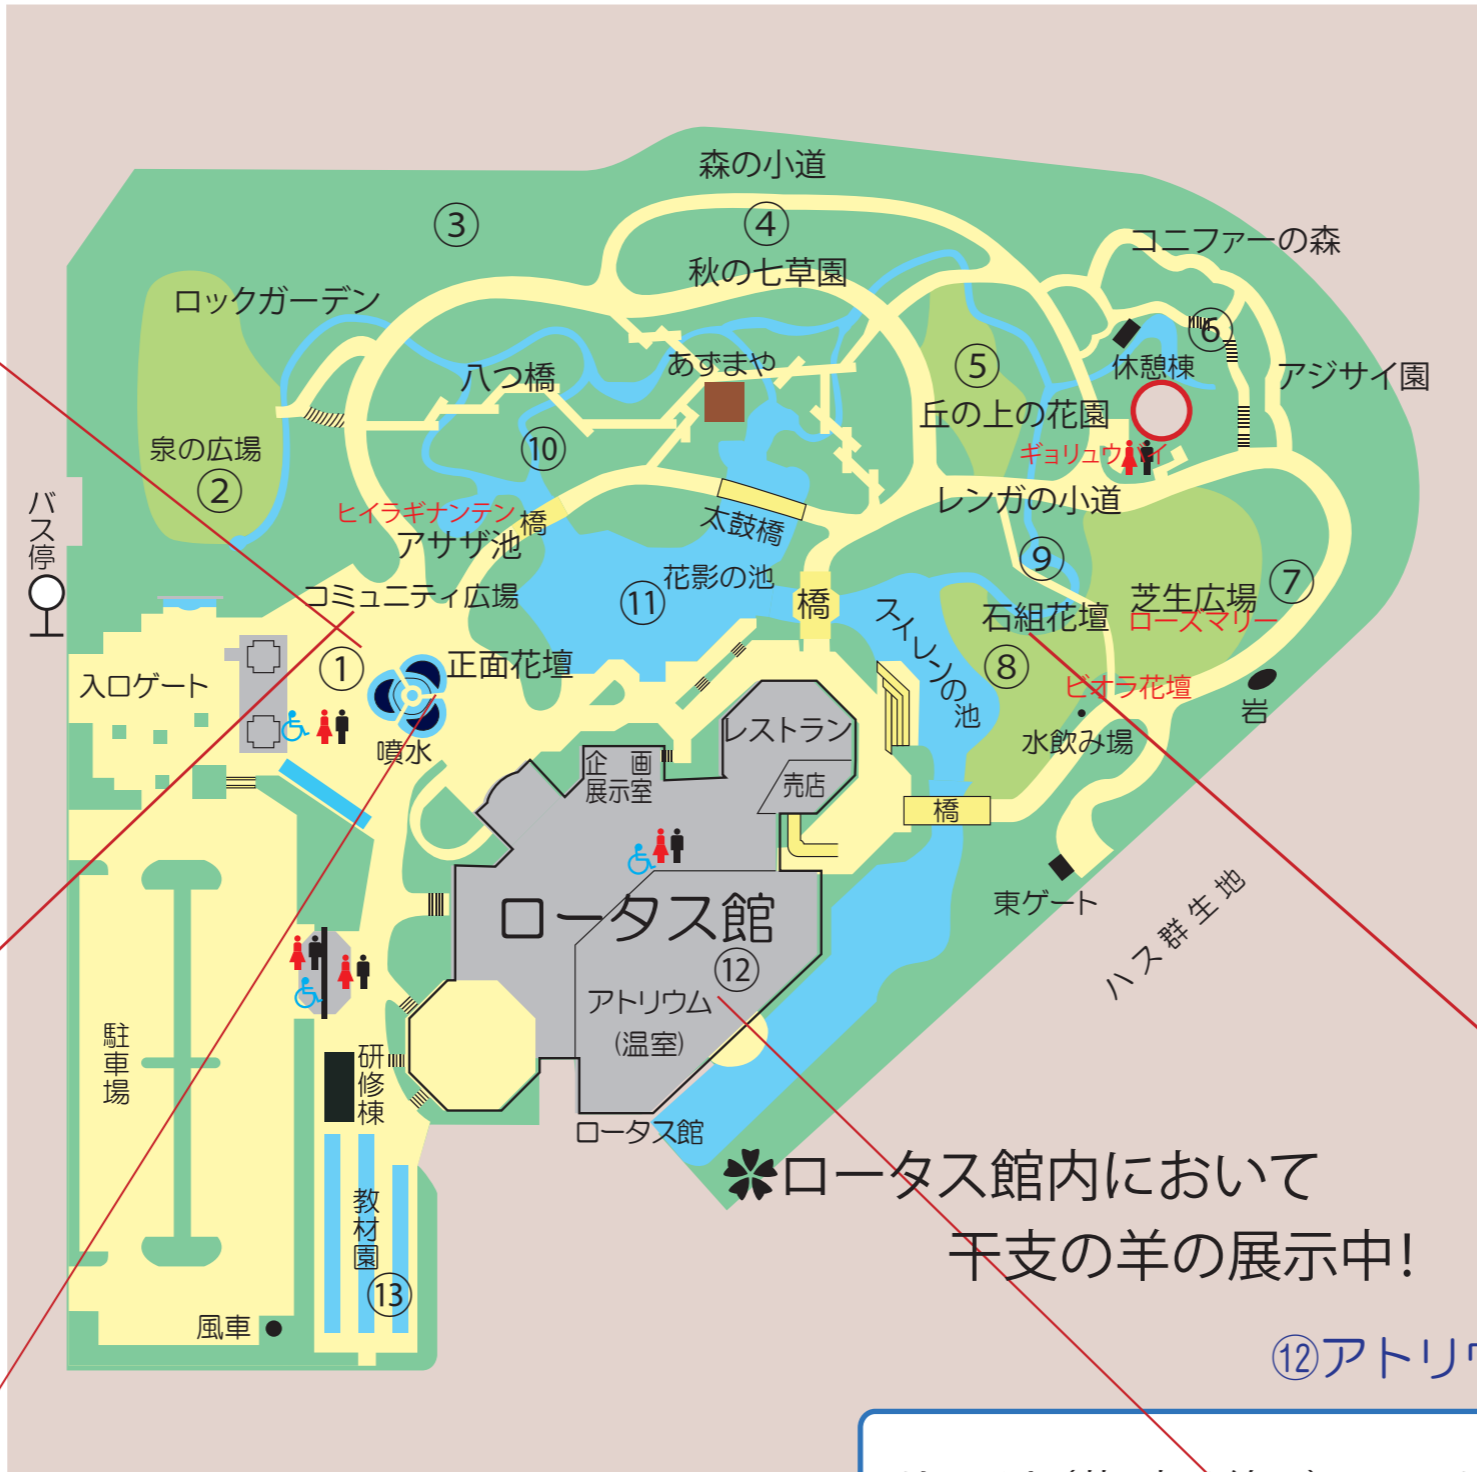 森の小道
③
④
コニファーの森
秋の七草園
ロックガーデン
⑥
あずまや
⑤
休憩棟
八つ橋
アジサイ園
丘の上の花園
泉の広場
⑩
ギョリュウバイ
②
レンガの小道
バス停
ヒイラギナンテン
橋
太鼓橋
アサザ池
⑨
花影の池
⑦
コミュニティ広場
⑪
橋
スイレンの池
石組花壇
芝生広場
ローズマリー
①
正面花壇
⑧
入口ゲート
ビオラ花壇
岩
レストラン
水飲み場
噴水
企画
展示室
売店
橋
東ゲート
ハス群生地
ロータス館
⑫
アトリウム
(温室)
駐車場
研修棟
ロータス館
ロータス館内において
干支の羊の展示中!
教材園
⑬
風車
⑫アトリ